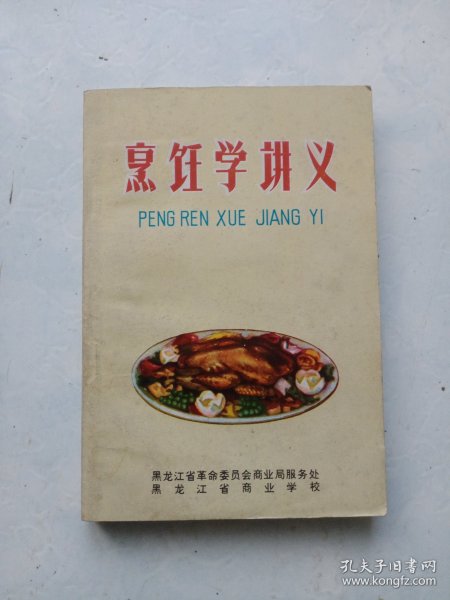 烹饪学讲义
PENG REN XUE JIANG YI
黑龙江省革命委员会商业局服务处
黑龙江省商业学校
孔夫子旧书网
www.kongfz.com